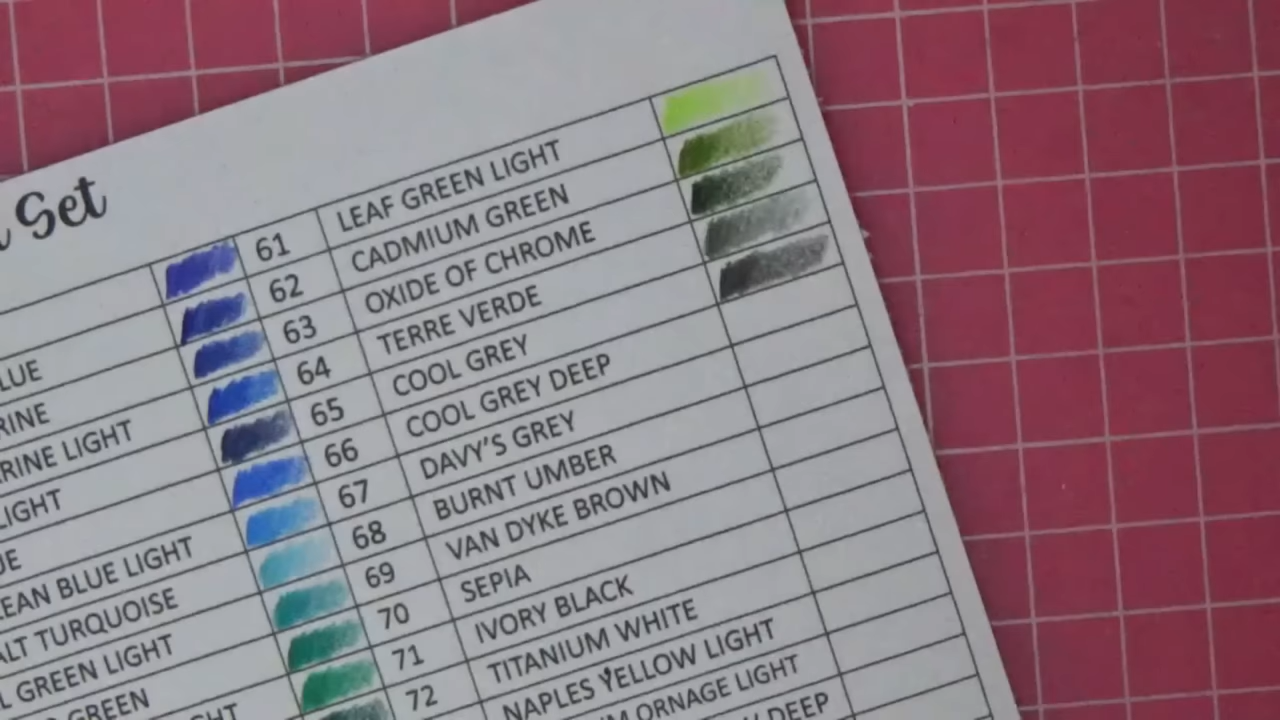 Set
61 LEAF GREEN LIGHT
LUE 62 CADMIUM GREEN
RINE 63 OXIDE OF CHROME
RINE LIGHT 64 TERRE VERDE
LIGHT 65 COOL GREY
UE 66 COOL GREY DEEP
EAN BLUE LIGHT 67 DAVY'S GREY
ALT TURQUOISE 68 BURNT UMBER
GREEN LIGHT 69 VAN DYKE BROWN
GREEN 70 SEPIA
GHT 71 IVORY BLACK
72 TITANIUM WHITE
NAPLES YELLOW LIGHT
ORNAGE LIGHT
DEEP